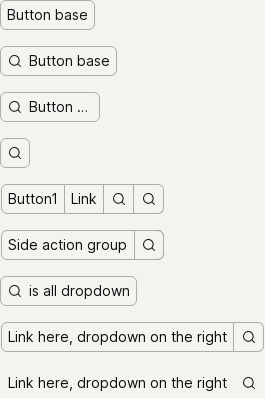 Button base
Button base
Button ...
Button1 Link
Side action group
is all dropdown
Link here, dropdown on the right
Link here, dropdown on the right